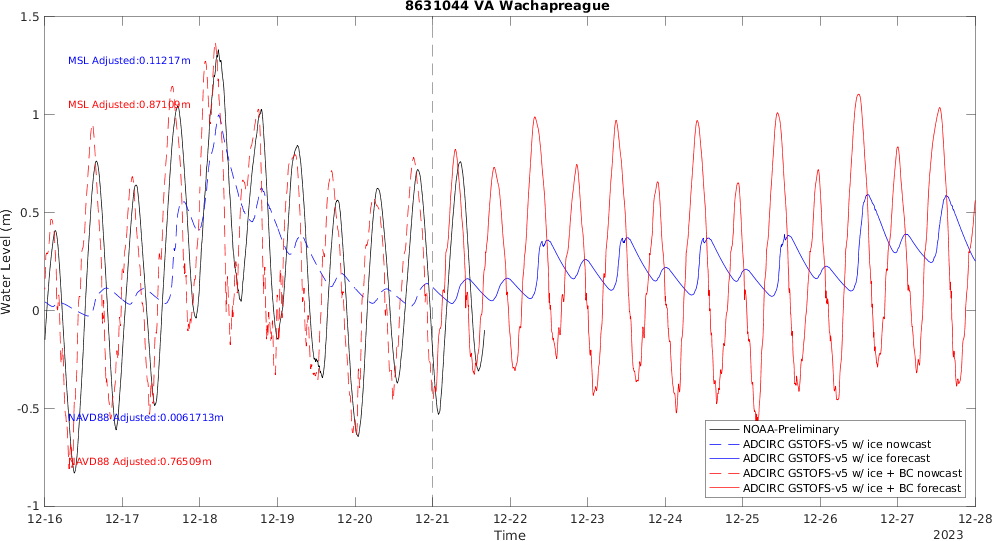 8631044 VA Wachapreague
1.5
1
0.5
0
-0.5
-1
Water Level (m)
MSL Adjusted:0.11217m
MSL Adjusted:0.87109m
NAVD88 Adjusted:0.0061713m
NAVD88 Adjusted:0.76509m
NOAA-Preliminary
ADCIRC GSTOFS-v5 w/ ice nowcast
ADCIRC GSTOFS-v5 w/ ice forecast
ADCIRC GSTOFS-v5 w/ ice + BC nowcast
ADCIRC GSTOFS-v5 w/ ice + BC forecast
12-16 12-17 12-18 12-19 12-20 12-21 12-22 12-23 12-24 12-25 12-26 12-27 12-28
Time
2023